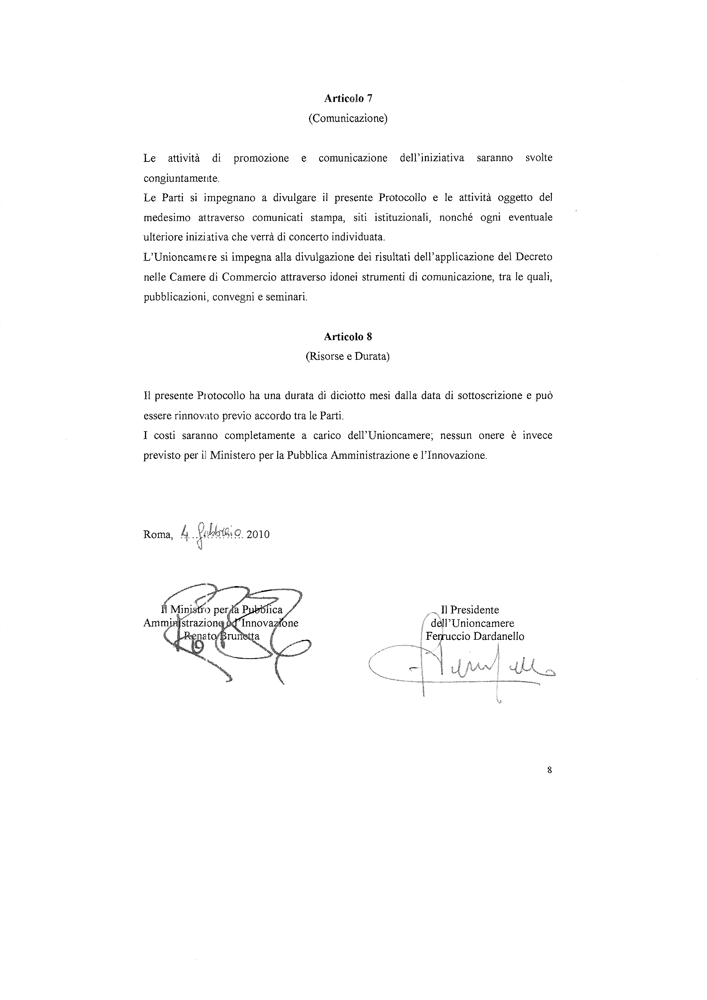 Articolo 7
(Comunicazione)
Le attività di promozione e comunicazione dell'iniziativa saranno svolte
congiuntamente.
Le Parti si impegnano a divulgare il presente Protocollo e le attività oggetto del
medesimo attraverso comunicati stampa, siti istituzionali, nonché ogni eventuale
ulteriore iniziativa che verrà di concerto individuata.
L'Unioncamere si impegna alla divulgazione dei risultati dell'applicazione del Decreto
nelle Camere di Commercio attraverso idonei strumenti di comunicazione, tra le quali,
pubblicazioni, convegni e seminari.
Articolo 8
(Risorse e Durata)
Il presente Protocollo ha una durata di diciotto mesi dalla data di sottoscrizione e può
essere rinnovato previo accordo tra le Parti.
I costi saranno completamente a carico dell'Unioncamere; nessun onere è invece
previsto per il Ministero per la Pubblica Amministrazione e l'Innovazione.
Roma, 4 febbraio 2010
Il Ministro per la Pubblica
Amministrazione e l'Innovazione
Renato Brunetta
Il Presidente
dell'Unioncamere
Ferruccio Dardanello
8